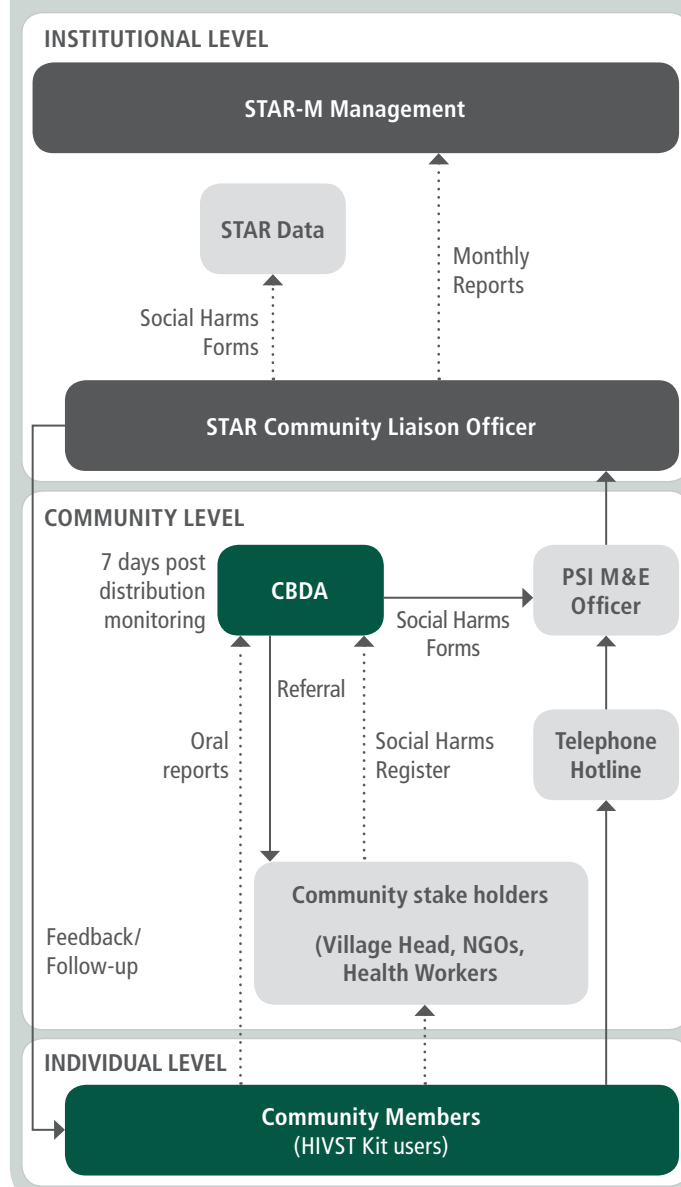 INSTITUTIONAL LEVEL
STAR-M Management
STAR Data
Monthly
Reports
Social Harms
Forms
STAR Community Liaison Officer
COMMUNITY LEVEL
7 days post
distribution
monitoring
CBDA
Social Harms
Forms
PSI M&E
Officer
Referral
Oral
reports
Social Harms
Register
Telephone
Hotline
Community stake holders
(Village Head, NGOs,
Health Workers
Feedback/
Follow-up
INDIVIDUAL LEVEL
Community Members
(HIVST Kit users)